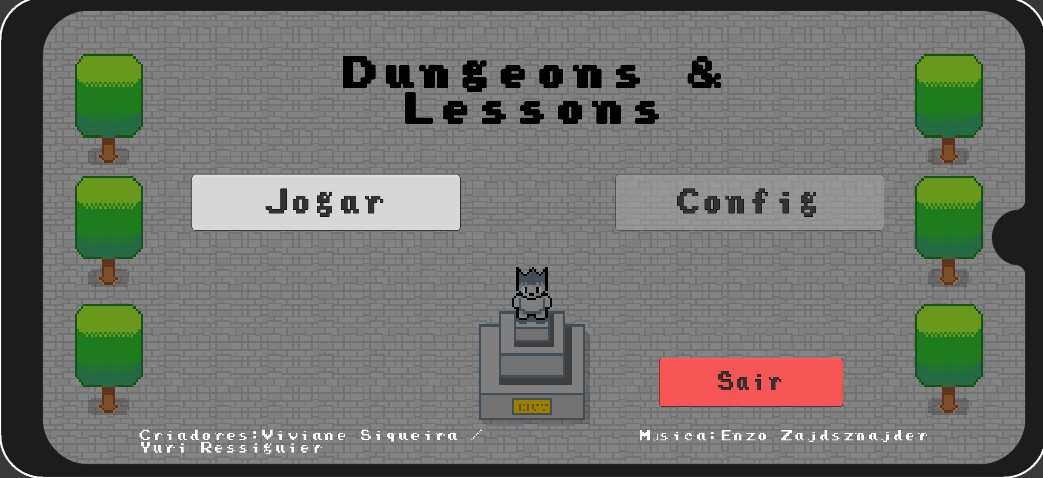 Dungeons &
Lessons
Jogar
Config
Sair
Criadores:Viviane Siqueira /
Yuri Ressiguier
Musica:Enzo Zajdsznajder